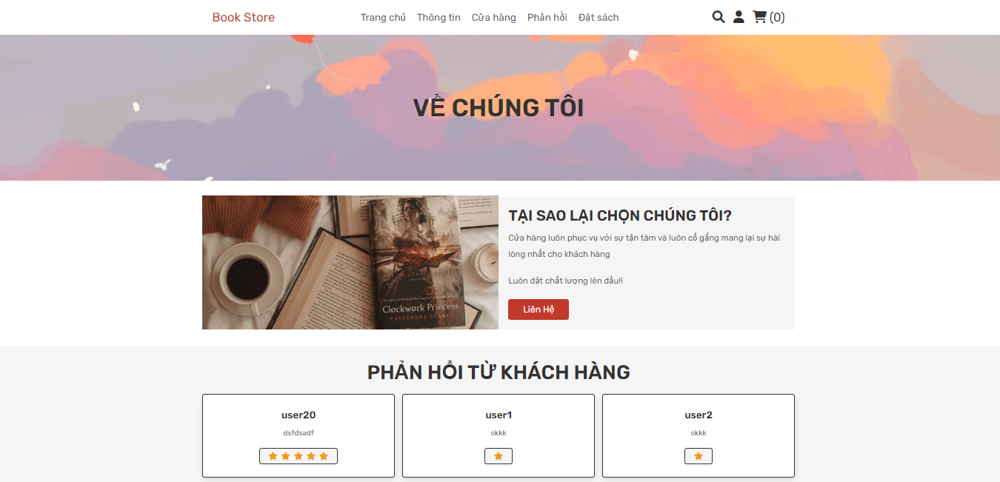 Book Store
Trang chủ Thông tin Cửa hàng Phản hồi Đặt sách
(0)
VỀ CHÚNG TÔI
TẠI SAO LẠI CHỌN CHÚNG TÔI?
Cửa hàng luôn phục vụ với sự tận tâm và luôn cố gắng mang lại sự hài
lòng nhất cho khách hàng
Luôn đặt chất lượng lên đầu!!
Liên Hệ
Clockwork Princess
CASSANDRA CLARE
PHẢN HỒI TỪ KHÁCH HÀNG
user20
dsfdsadf
user1
okkk
user2
okkk